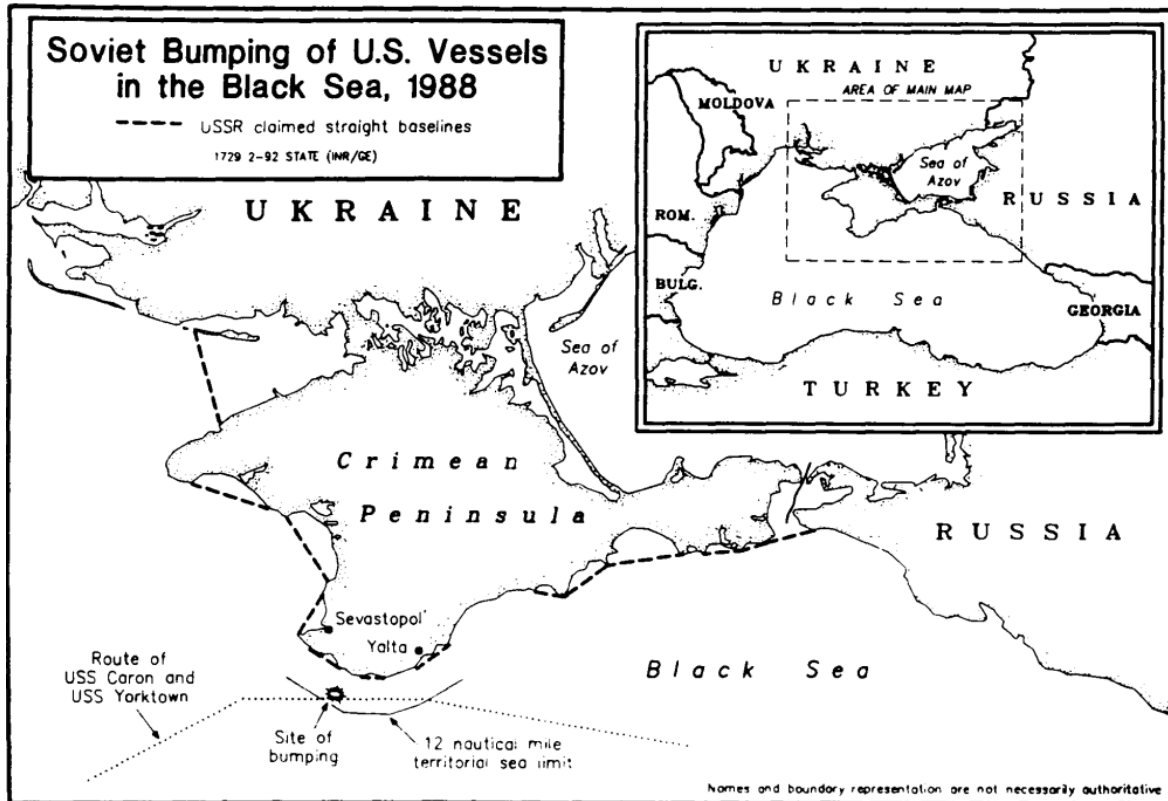 Soviet Bumping of U.S. Vessels
in the Black Sea, 1988
USSR claimed straight baselines
1729 2-92 STATE (INR/GE)
UKRAINE
AREA OF MAIN MAP
MOLDOVA
Sea of
Azov
RUSSIA
ROM.
BULG.
Black Sea
GEORGIA
TURKEY
UKRAINE
Sea of
Azov
Crimean
Peninsula
RUSSIA
Sevastopol'
Yalta
Black Sea
Route of
USS Caron and
USS Yorktown
Site of
bumping
12 nautical mile
territorial sea limit
Names and boundary representation are not necessarily authoritative